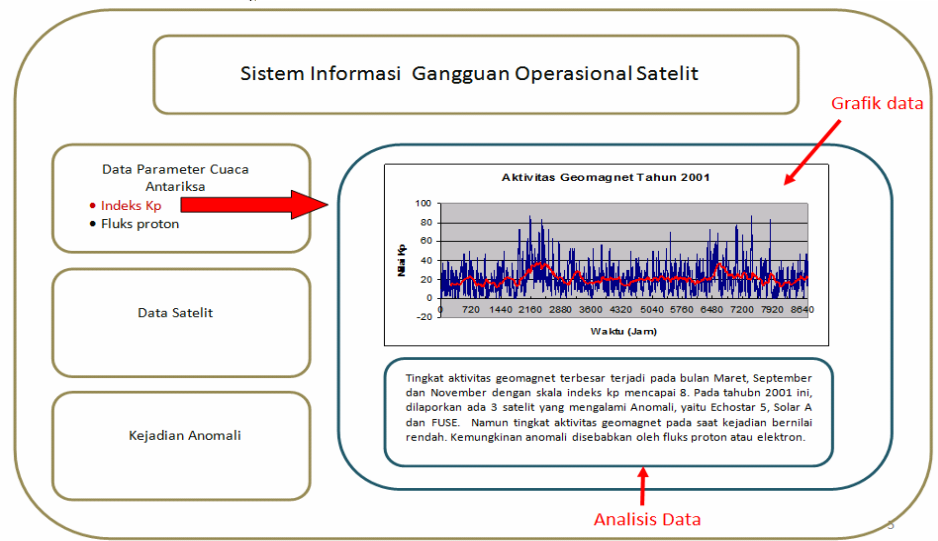 Sistem Informasi Gangguan Operasional Satelit
Grafik data
Data Parameter Cuaca
Antariksa
• Indeks Kp
• Fluks proton
Data Satelit
Kejadian Anomali
Aktivitas Geomagnet Tahun 2001
Nilai Kp
100
80
60
40
20
0
-20
0 720 1440 2160 2880 3600 4320 5040 5760 6480 7200 7920 8640
Waktu (Jam)
Tingkat aktivitas geomagnet terbesar terjadi pada bulan Maret, September
dan November dengan skala indeks kp mencapai 8. Pada tahubn 2001 ini,
dilaporkan ada 3 satelit yang mengalami Anomali, yaitu Echostar 5, Solar A
dan FUSE. Namun tingkat aktivitas geomagnet pada saat kejadian bernilai
rendah. Kemungkinan anomali disebabkan oleh fluks proton atau elektron.
Analisis Data